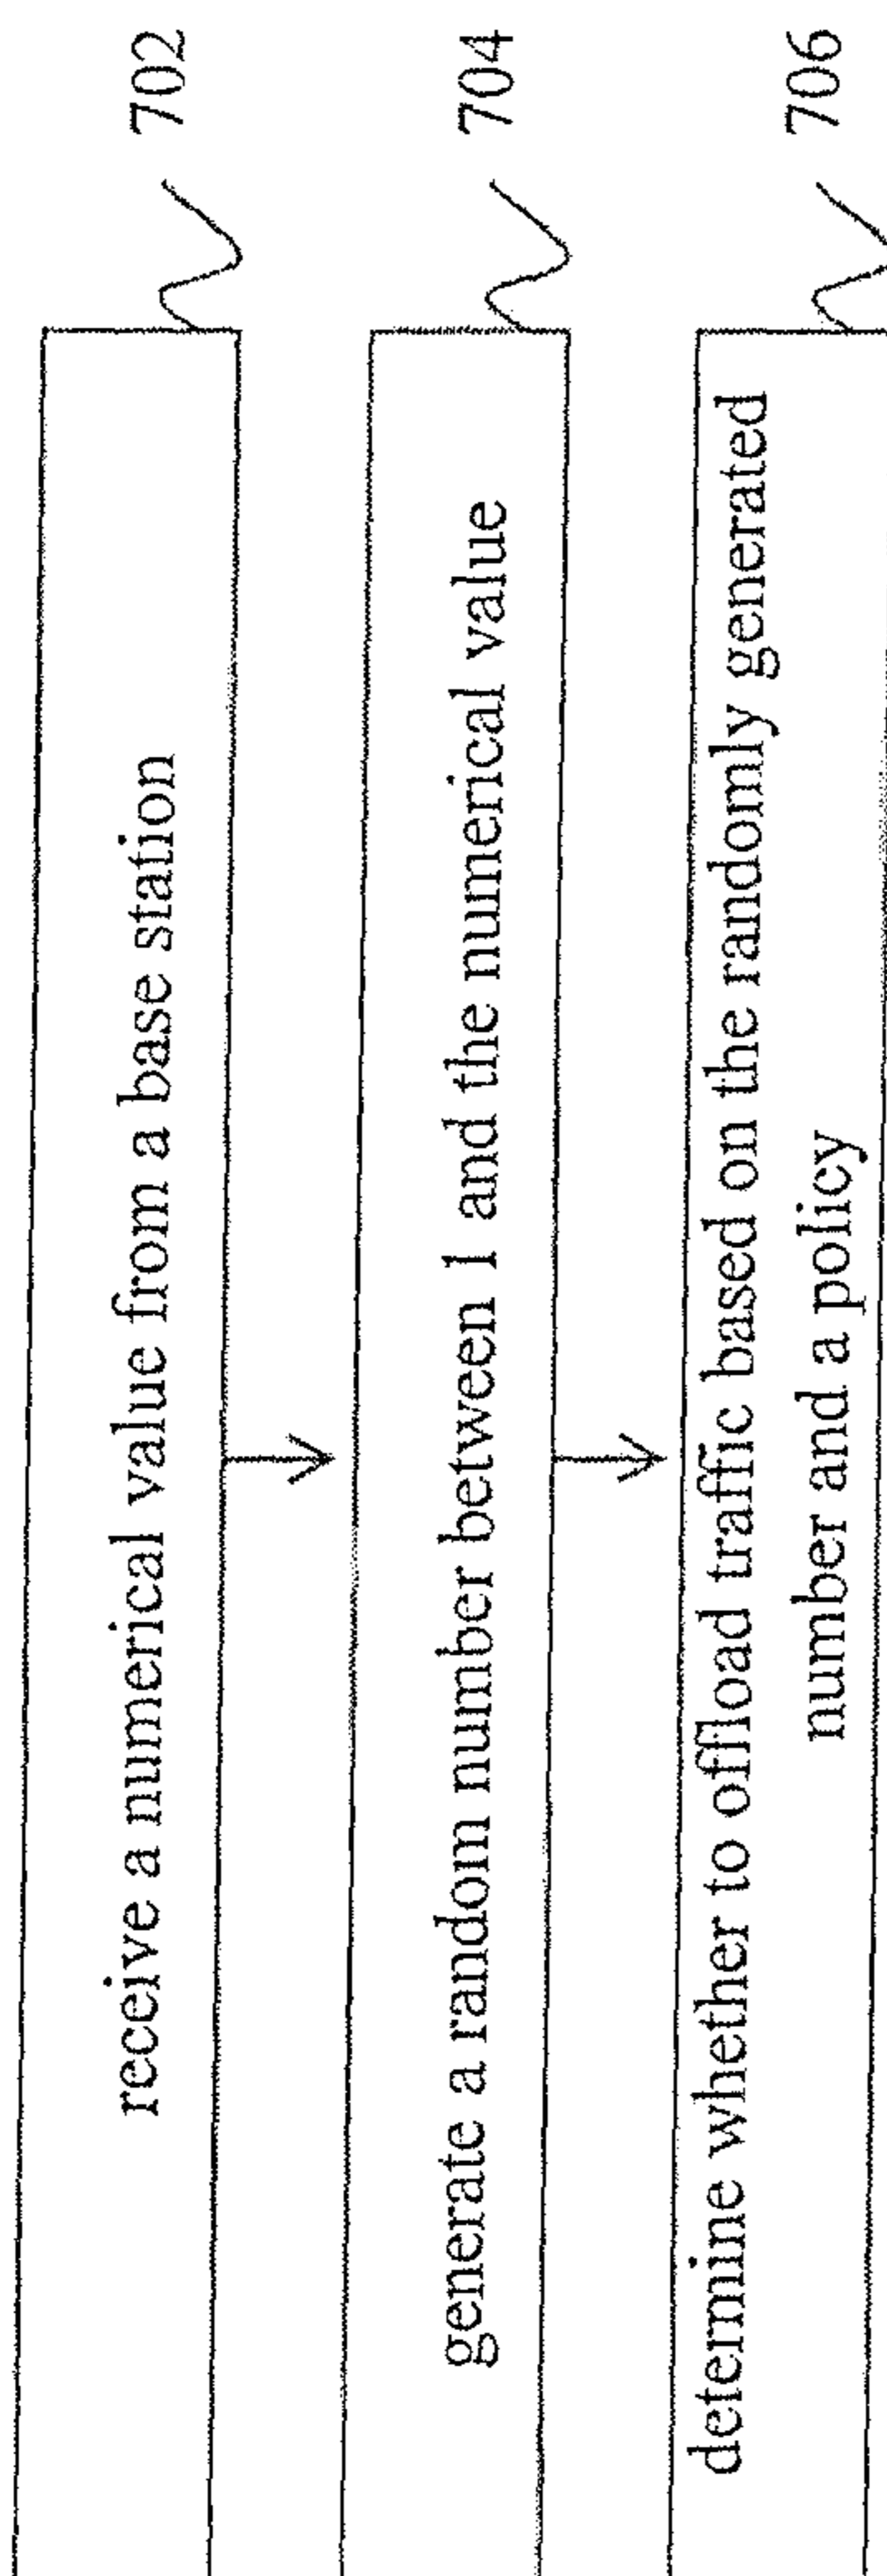 receive a numerical value from a base station
702
generate a random number between 1 and the numerical value
704
determine whether to offload traffic based on the randomly generated
number and a policy
706